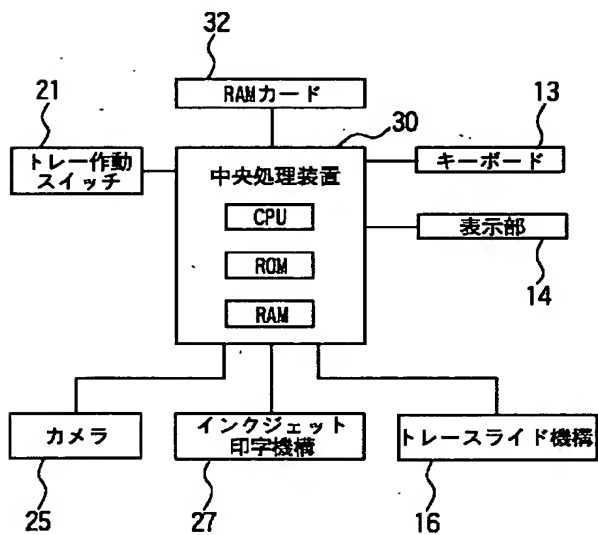 32
RAMカード
21
13
30
トレー作動
スイッチ
中央処理装置
キーボード
CPU
表示部
ROM
14
RAM
カメラ
インクジェット
印字機構
トレースライド機構
25
27
16